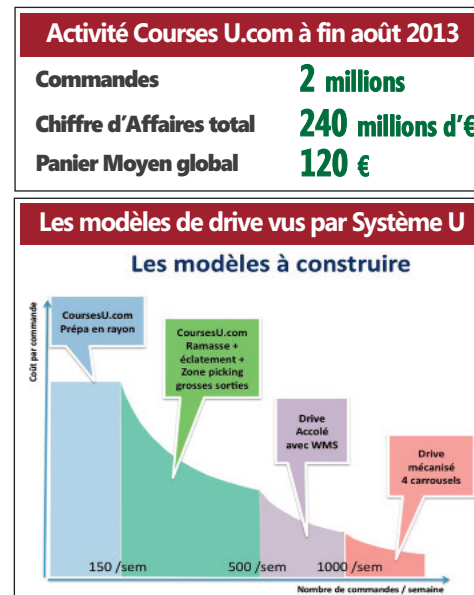 Activité Courses U.com à fin août 2013
Commandes 2 millions
Chiffre d'Affaires total 240 millions d'€
Panier Moyen global 120 €
Les modèles de drive vus par Système U
Les modèles à construire
Coût par commande
CoursesU.com
Prépa en rayon
CoursesU.com
Ramasse +
éclatement +
Zone picking
grosses sorties
Drive
Accolé
avec WMS
Drive
mécanisé
4 carrousels
150 /sem
500 /sem
1000 /sem
Nombre de commandes / semaine